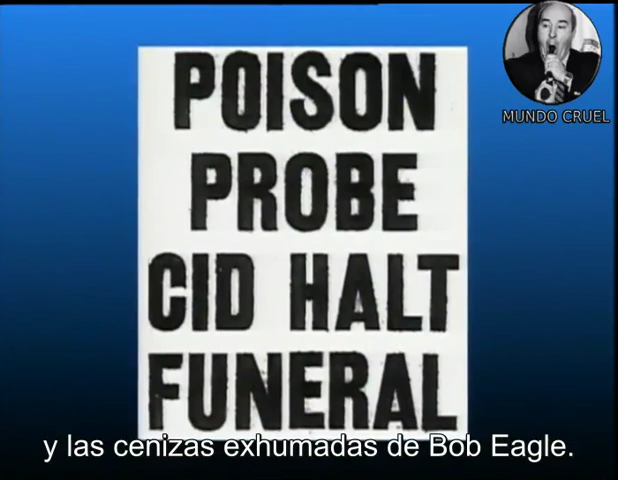 MUNDO CRUEL
POISON
PROBE
CID HALT
FUNERAL
y las cenizas exhumadas de Bob Eagle.